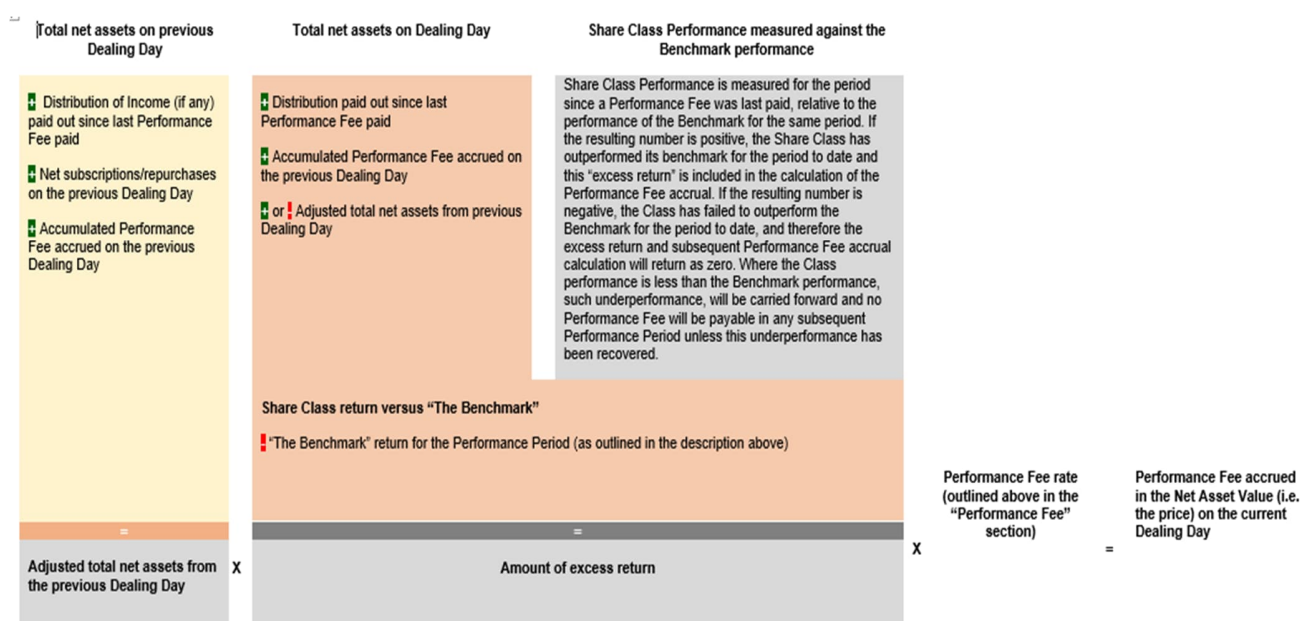 Total net assets on previous
Dealing Day
+ Distribution of Income (if any)
paid out since last Performance
Fee paid
+ Net subscriptions/repurchases
on the previous Dealing Day
+ Accumulated Performance
Fee accrued on the previous
Dealing Day
=
Adjusted total net assets from
the previous Dealing Day
X
Total net assets on Dealing Day
+ Distribution paid out since last
Performance Fee paid
+ Accumulated Performance Fee accrued on
the previous Dealing Day
+ or ! Adjusted total net assets from previous
Dealing Day
Share Class Performance measured against the
Benchmark performance
Share Class Performance is measured for the period
since a Performance Fee was last paid, relative to the
performance of the Benchmark for the same period. If
the resulting number is positive, the Share Class has
outperformed its benchmark for the period to date and
this “excess return” is included in the calculation of the
Performance Fee accrual. If the resulting number is
negative, the Class has failed to outperform the
Benchmark for the period to date, and therefore the
excess return and subsequent Performance Fee accrual
calculation will return as zero. Where the Class
performance is less than the Benchmark performance,
such underperformance, will be carried forward and no
Performance Fee will be payable in any subsequent
Performance Period unless this underperformance has
been recovered.
Share Class return versus “The Benchmark”
! “The Benchmark” return for the Performance Period (as outlined in the description above)
=
Amount of excess return
X
Performance Fee rate
(outlined above in the
“Performance Fee”
section)
=
Performance Fee accrued
in the Net Asset Value (i.e.
the price) on the current
Dealing Day